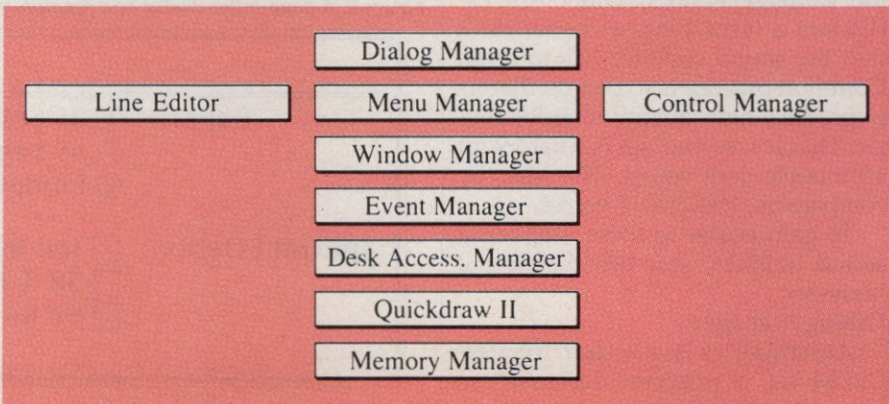 Dialog Manager
Line Editor Menu Manager Control Manager
Window Manager
Event Manager
Desk Access. Manager
Quickdraw II
Memory Manager